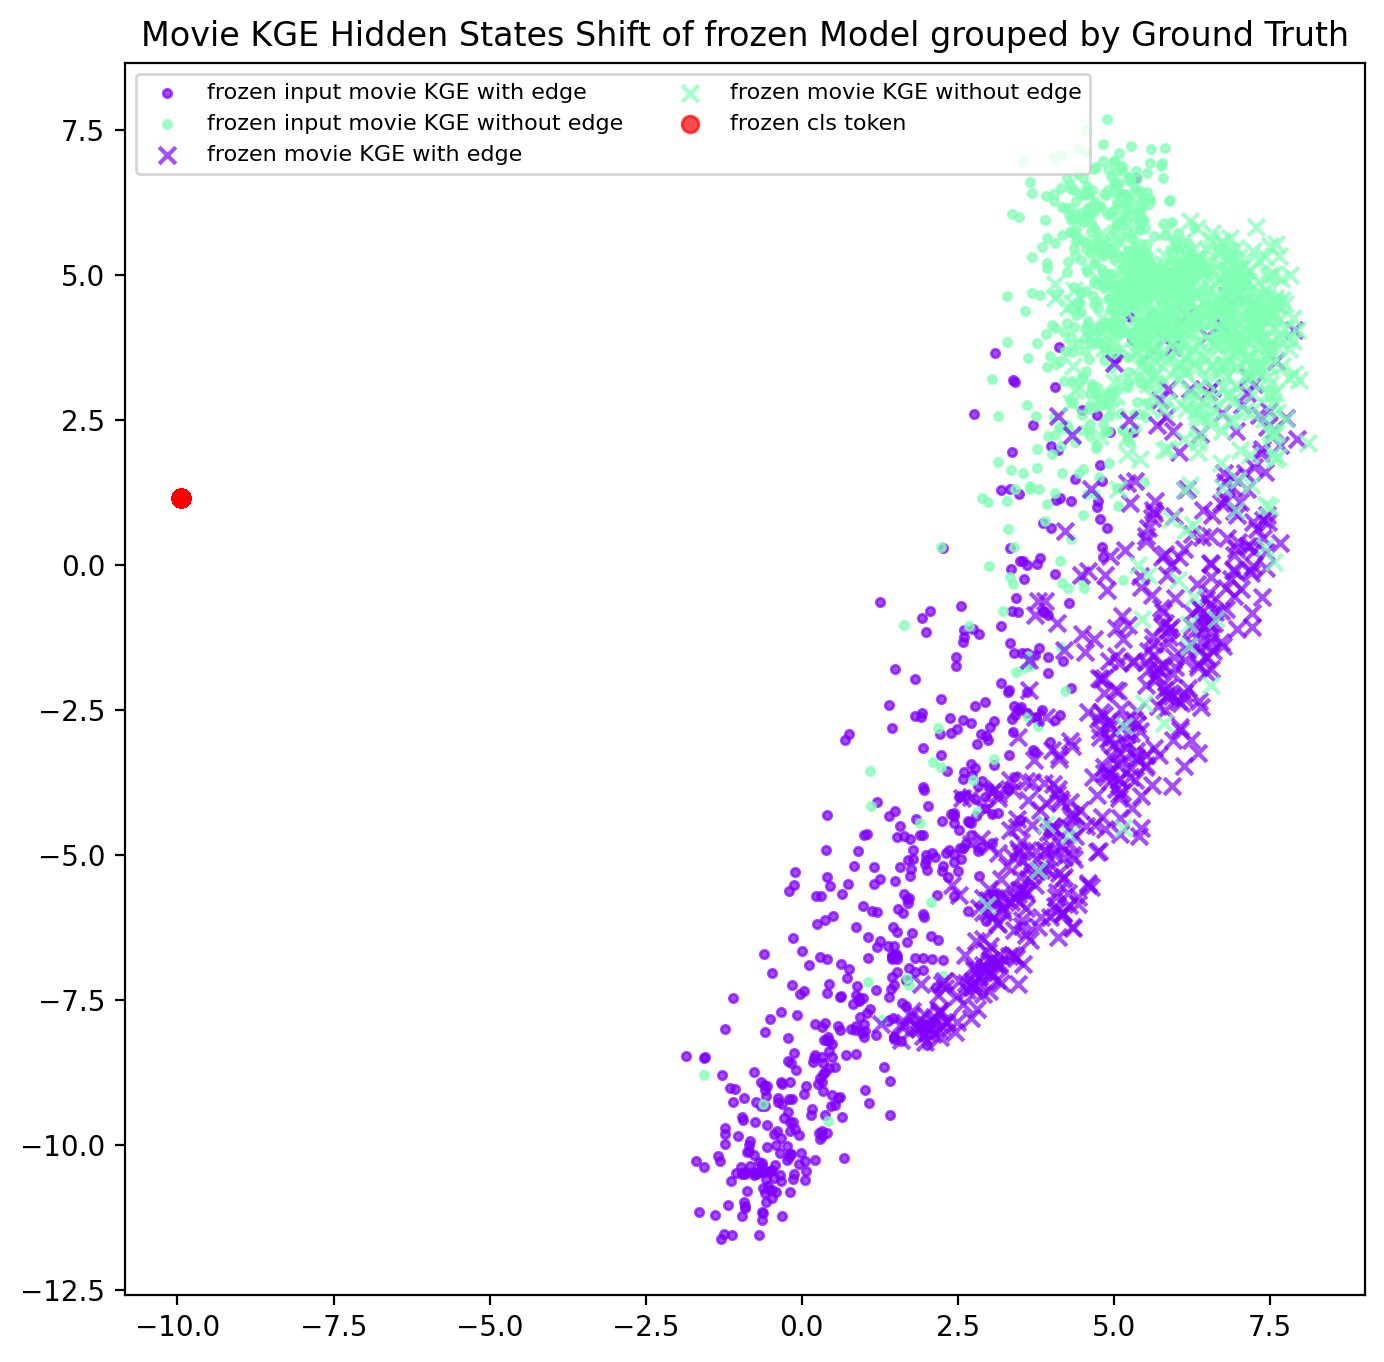 Movie KGE Hidden States Shift of frozen Model grouped by Ground Truth
frozen input movie KGE with edge
frozen input movie KGE without edge
frozen movie KGE with edge
frozen movie KGE without edge
frozen cls token
7.5
5.0
2.5
0.0
−2.5
−5.0
−7.5
−10.0
−12.5
−10.0 −7.5 −5.0 −2.5 0.0 2.5 5.0 7.5